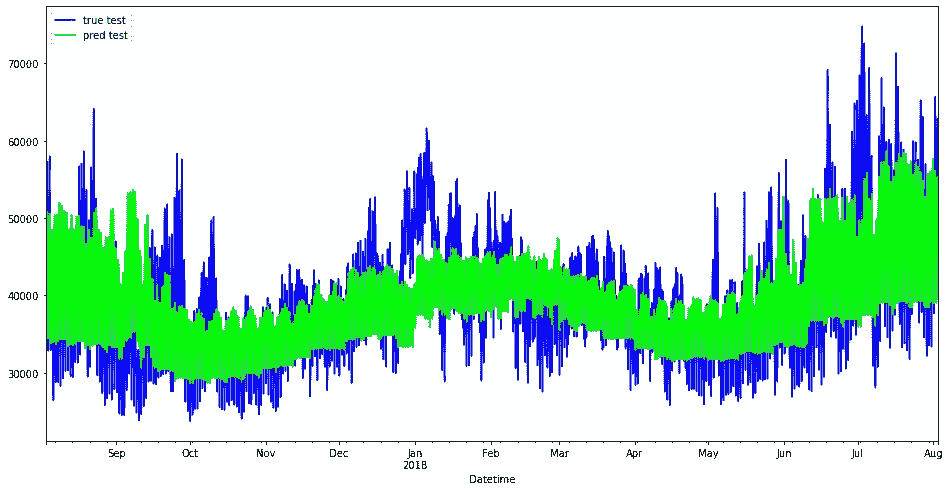 true test
pred test
70000
60000
50000
40000
30000
Sep Oct Nov Dec Jan Feb Mar Apr May Jun Jul Aug
2018
Datetime